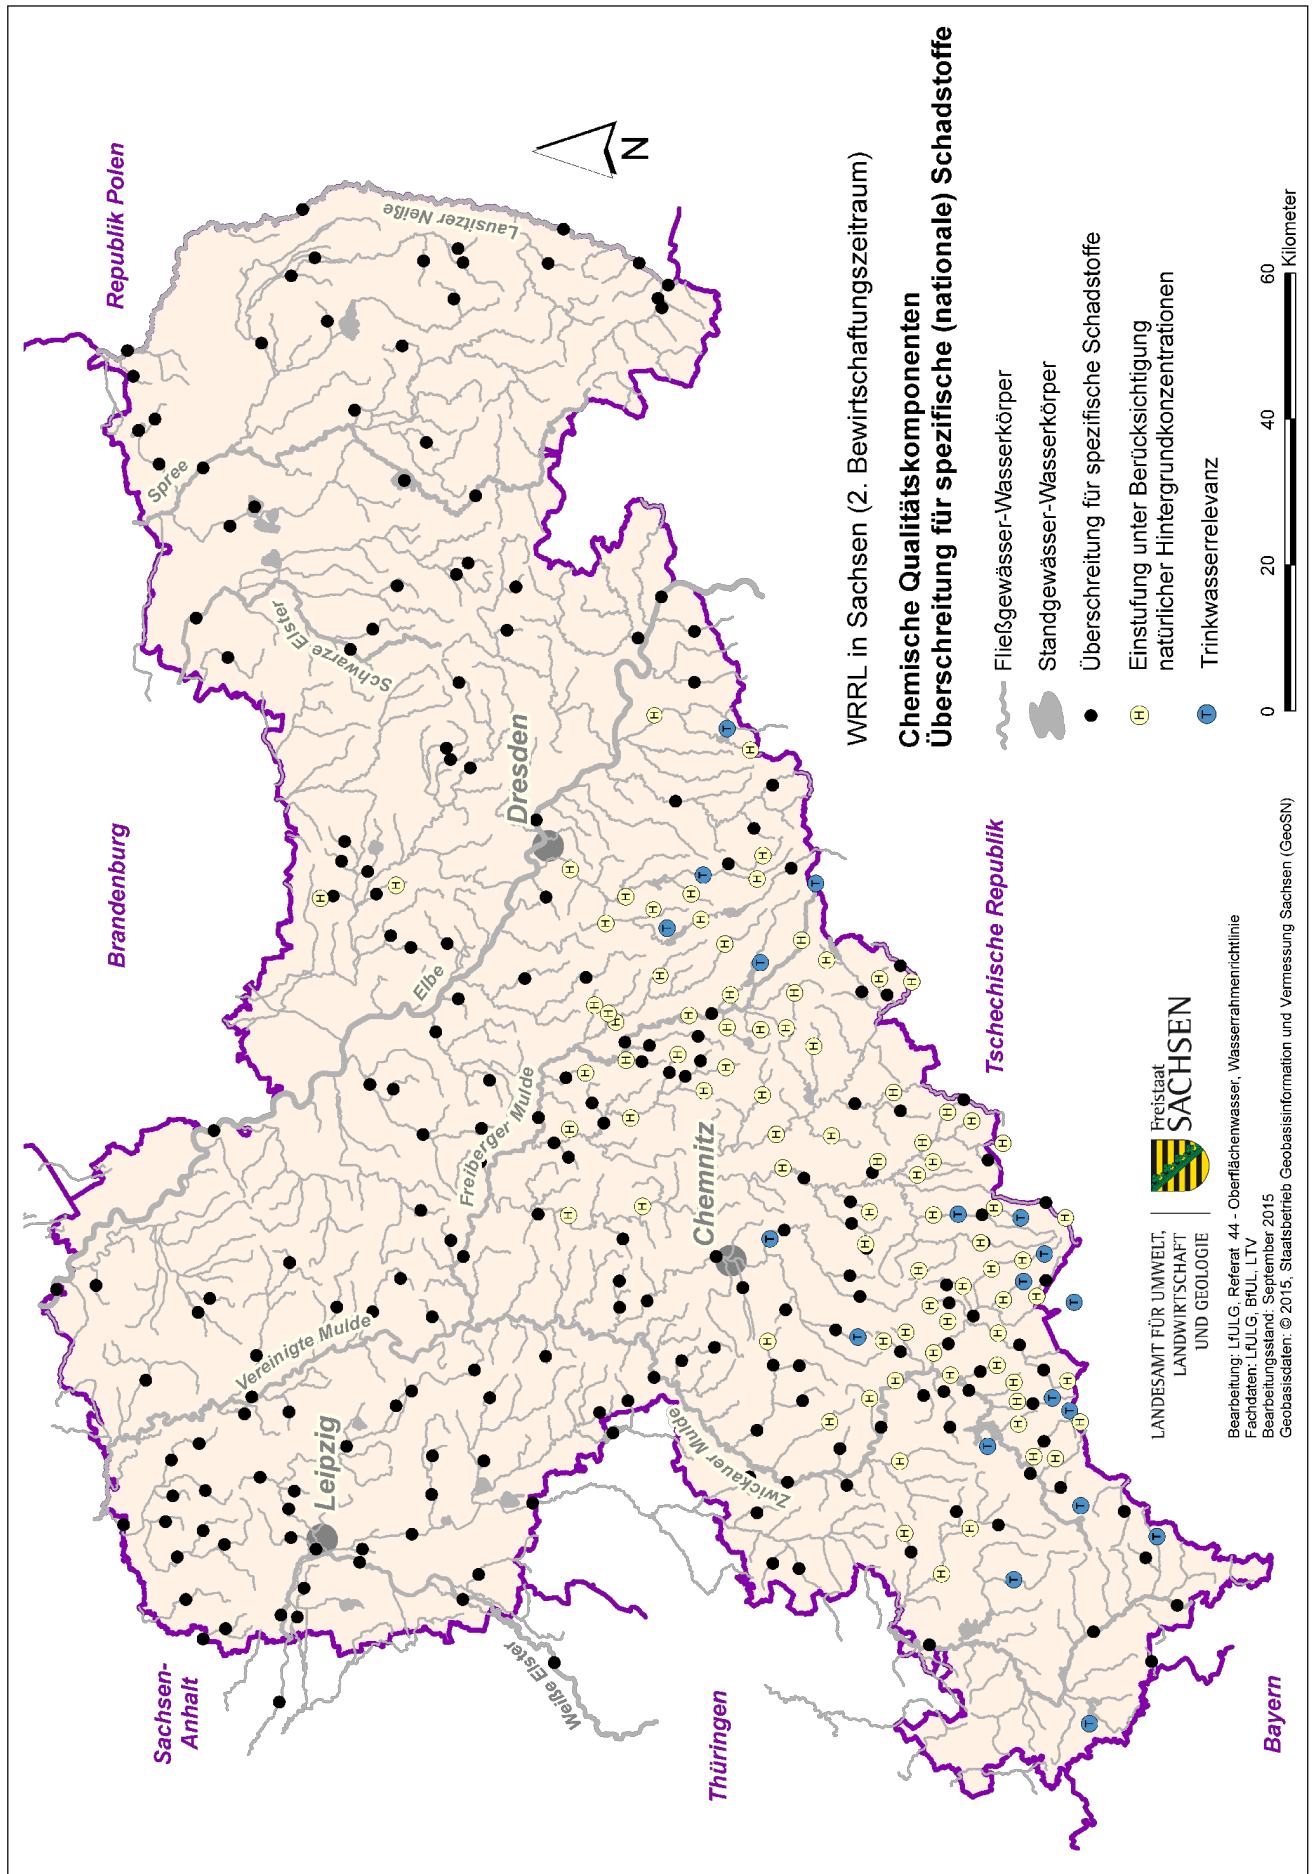 WRRL in Sachsen (2. Bewirtschaftungszeitraum)
Chemische Qualitätskomponenten
Überschreitung für spezifische (nationale) Schadstoffe
Fließgewässer-Wasserkörper
Standgewässer-Wasserkörper
Überschreitung für spezifische Schadstoffe
H
Einstufung unter Berücksichtigung
natürlicher Hintergrundkonzentrationen
T
Trinkwasserrelevanz
0
20
40
60
Kilometer
N
Republik Polen
Brandenburg
Sachsen-
Anhalt
Thüringen
Bayern
Tschechische Republik
Lausitzer Neiße
Spree
Schwarze Elster
Dresden
Elbe
Freiberger Mulde
Chemnitz
Vereinigte Mulde
Leipzig
Zwickauer Mulde
Weiße Elster
LANDESAMT FÜR UMWELT,
LANDWIRTSCHAFT
UND GEOLOGIE
Freistaat
SACHSEN
Bearbeitung: LfULG, Referat 44 - Oberflächenwasser, Wasserrahmenrichtlinie
Fachdaten: LfULG, BfUL, LTV
Bearbeitungsstand: September 2015
Geobasisdaten: © 2015, Staatsbetrieb Geobasisinformation und Vermessung Sachsen (GeoSN)